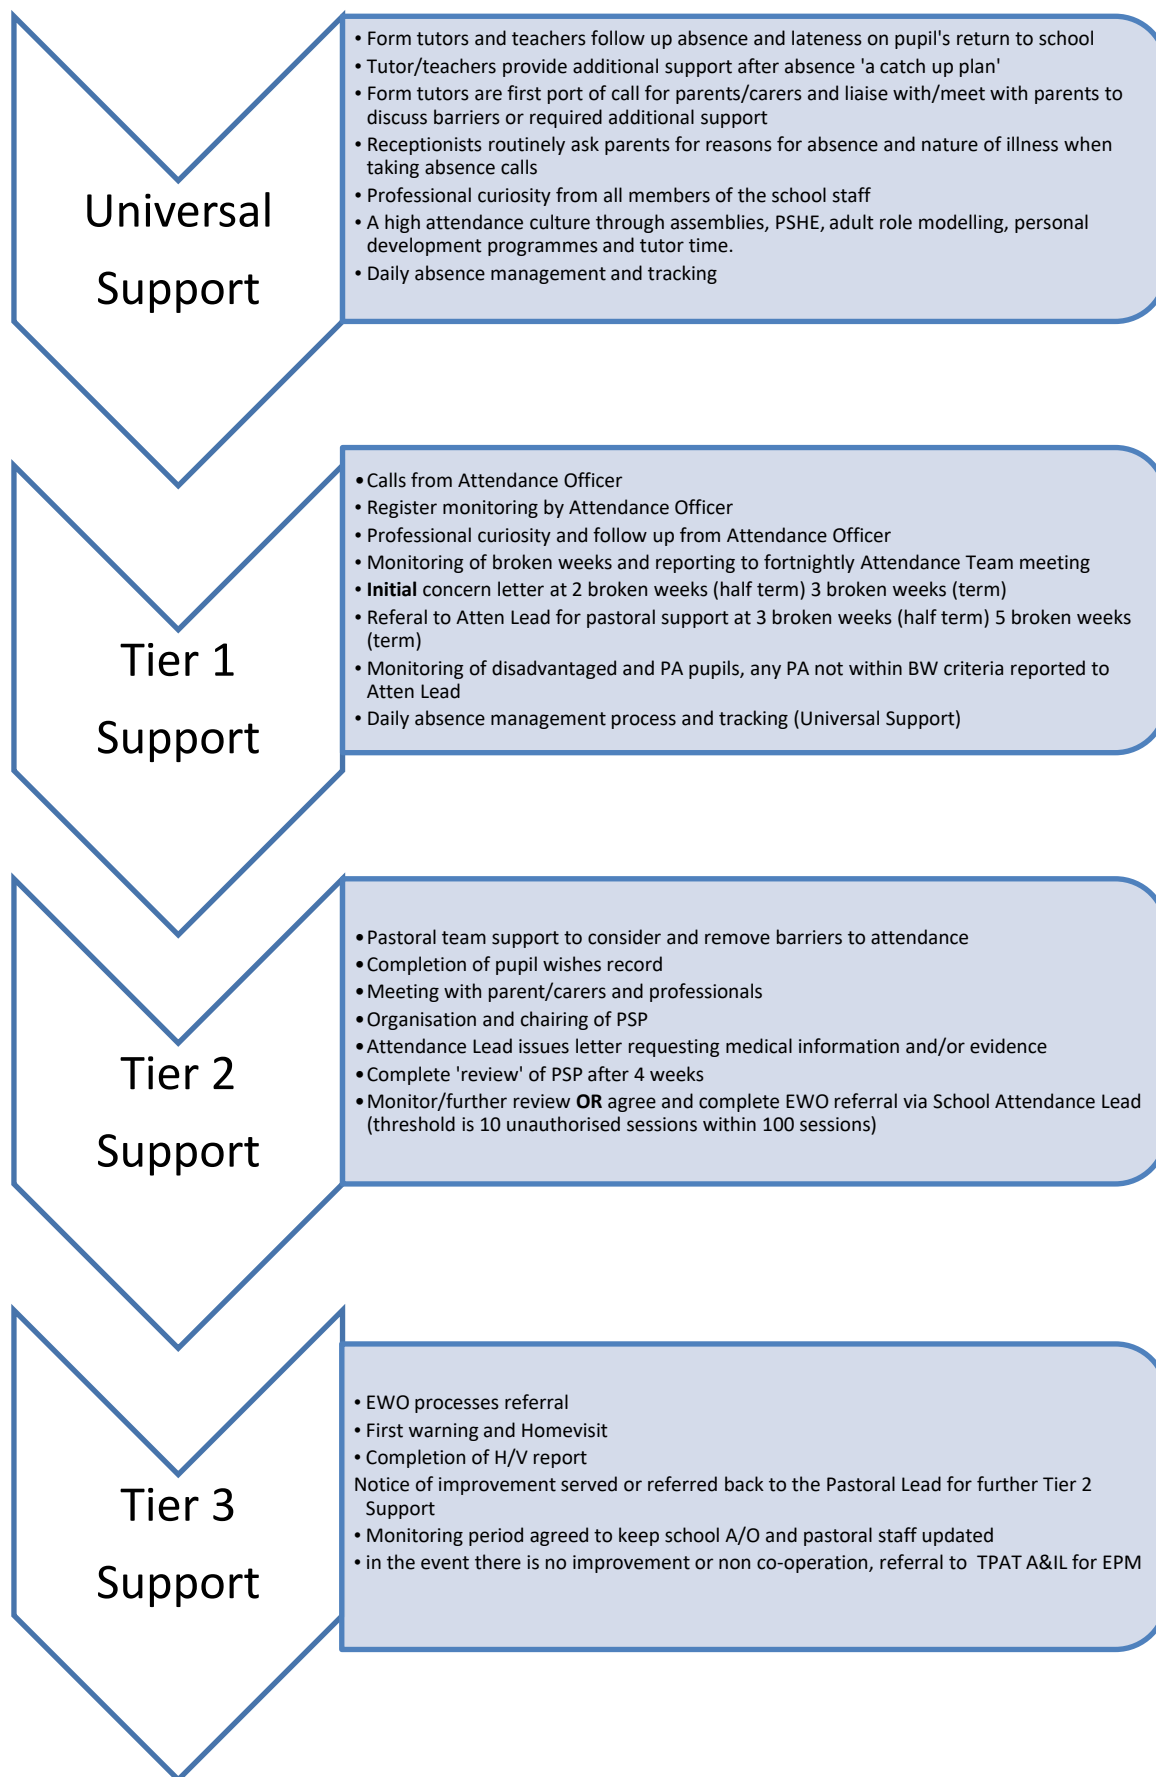 Universal
Support
• Form tutors and teachers follow up absence and lateness on pupil's return to school
• Tutor/teachers provide additional support after absence 'a catch up plan'
• Form tutors are first port of call for parents/carers and liaise with/meet with parents to
discuss barriers or required additional support
• Receptionists routinely ask parents for reasons for absence and nature of illness when
taking absence calls
• Professional curiosity from all members of the school staff
• A high attendance culture through assemblies, PSHE, adult role modelling, personal
development programmes and tutor time.
• Daily absence management and tracking
Tier 1
Support
• Calls from Attendance Officer
• Register monitoring by Attendance Officer
• Professional curiosity and follow up from Attendance Officer
• Monitoring of broken weeks and reporting to fortnightly Attendance Team meeting
• Initial concern letter at 2 broken weeks (half term) 3 broken weeks (term)
• Referal to Atten Lead for pastoral support at 3 broken weeks (half term) 5 broken weeks
(term)
• Monitoring of disadvantaged and PA pupils, any PA not within BW criteria reported to
Atten Lead
• Daily absence management process and tracking (Universal Support)
Tier 2
Support
• Pastoral team support to consider and remove barriers to attendance
• Completion of pupil wishes record
• Meeting with parent/carers and professionals
• Organisation and chairing of PSP
• Attendance Lead issues letter requesting medical information and/or evidence
• Complete 'review' of PSP after 4 weeks
• Monitor/further review OR agree and complete EWO referral via School Attendance Lead
(threshold is 10 unauthorised sessions within 100 sessions)
Tier 3
Support
• EWO processes referral
• First warning and Homevisit
• Completion of H/V report
Notice of improvement served or referred back to the Pastoral Lead for further Tier 2
Support
• Monitoring period agreed to keep school A/O and pastoral staff updated
• in the event there is no improvement or non co-operation, referral to TPAT A&IL for EPM